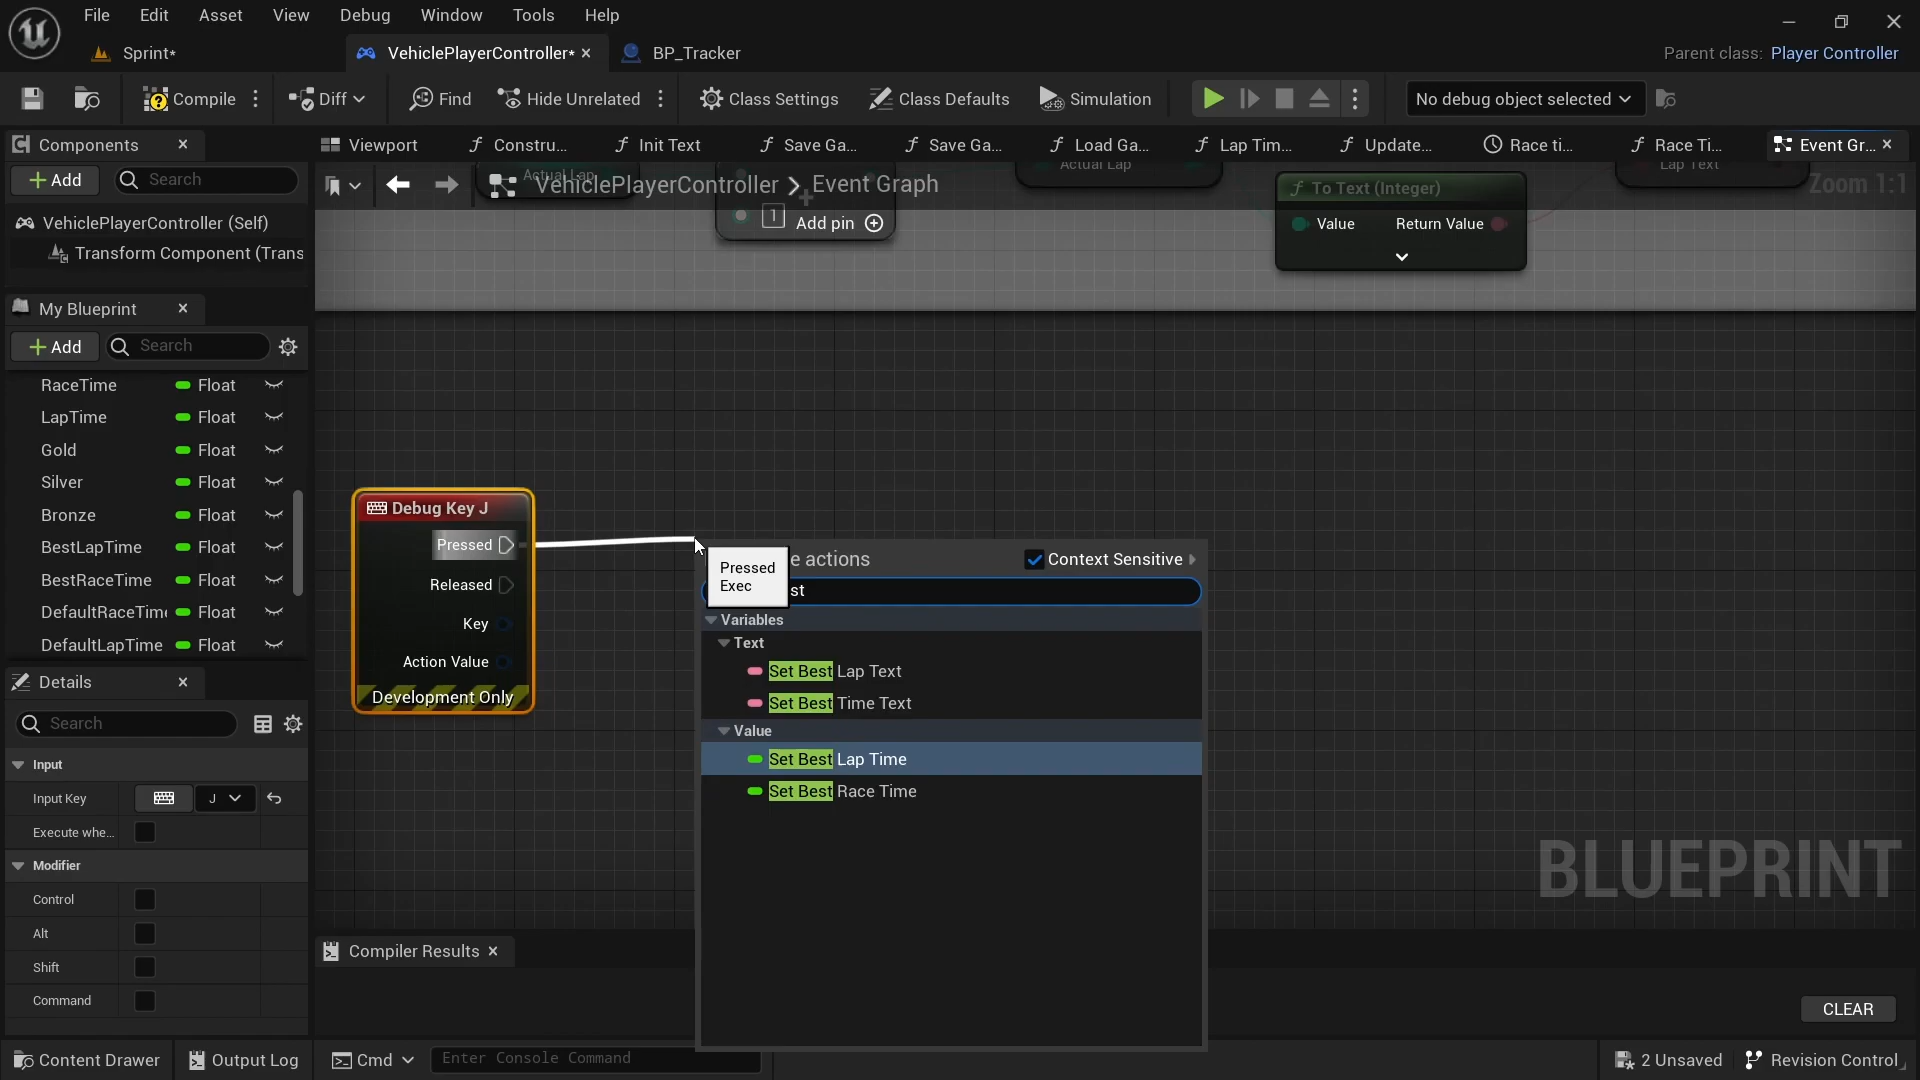 File Edit Asset View Debug Window Tools Help
Sprint* VehiclePlayerController* BP_Tracker
Parent class: Player Controller
Compile Diff Find Hide Unrelated Class Settings Class Defaults Simulation No debug object selected
Components
Viewport Constru... Init Text Save Ga... Save Ga... Load Ga... Lap Tim... Update... Race ti... Race Ti... Event Gr...
Add Search
VehiclePlayerController > Event Graph
Zoom 1:1
Actual Lap
Actual Lap
Lap Text
VehiclePlayerController (Self)
Transform Component (Trans
1 Add pin
To Text (Integer)
Value Return Value
My Blueprint
Add Search
RaceTime Float
LapTime Float
Gold Float
Silver Float
Bronze Float
BestLapTime Float
BestRaceTime Float
DefaultRaceTim Float
DefaultLapTime Float
Debug Key J
Pressed
Released
Key
Action Value
Development Only
Pressed
Exec
e actions
Context Sensitive
st
Variables
Text
Set Best Lap Text
Set Best Time Text
Value
Set Best Lap Time
Set Best Race Time
Details
Search
Input
Input Key J
Execute whe...
Modifier
Control
Alt
Shift
Command
BLUEPRINT
Compiler Results
CLEAR
Content Drawer Output Log Cmd Enter Console Command 2 Unsaved Revision Control